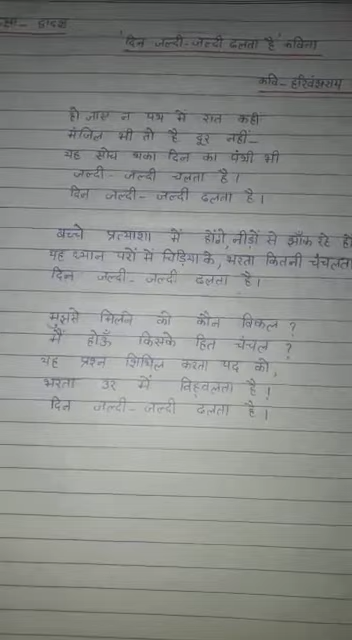 कक्षा - द्वादश
'दिन जल्दी-जल्दी ढलता है' कविता
कवि - हरिवंशराय
हो जाए न पथ में रात कहीं
मंजिल भी तो है दूर नहीं-
यह सोच थका दिन का पंथी भी
जल्दी-जल्दी चलता है।
दिन जल्दी-जल्दी ढलता है।
बच्चे प्रत्याशा में होंगे, नीड़ों से झाँक रहे हो
यह ध्यान परों में चिड़िया के, भरता कितनी चंचलता
दिन जल्दी-जल्दी ढलता है।
मुझसे मिलने को कौन विकल ?
मैं होऊँ किसके हित चंचल ?
यह प्रश्न शिथिल करता पद को,
भरता उर में विह्वलता है!
दिन जल्दी-जल्दी ढलता है।